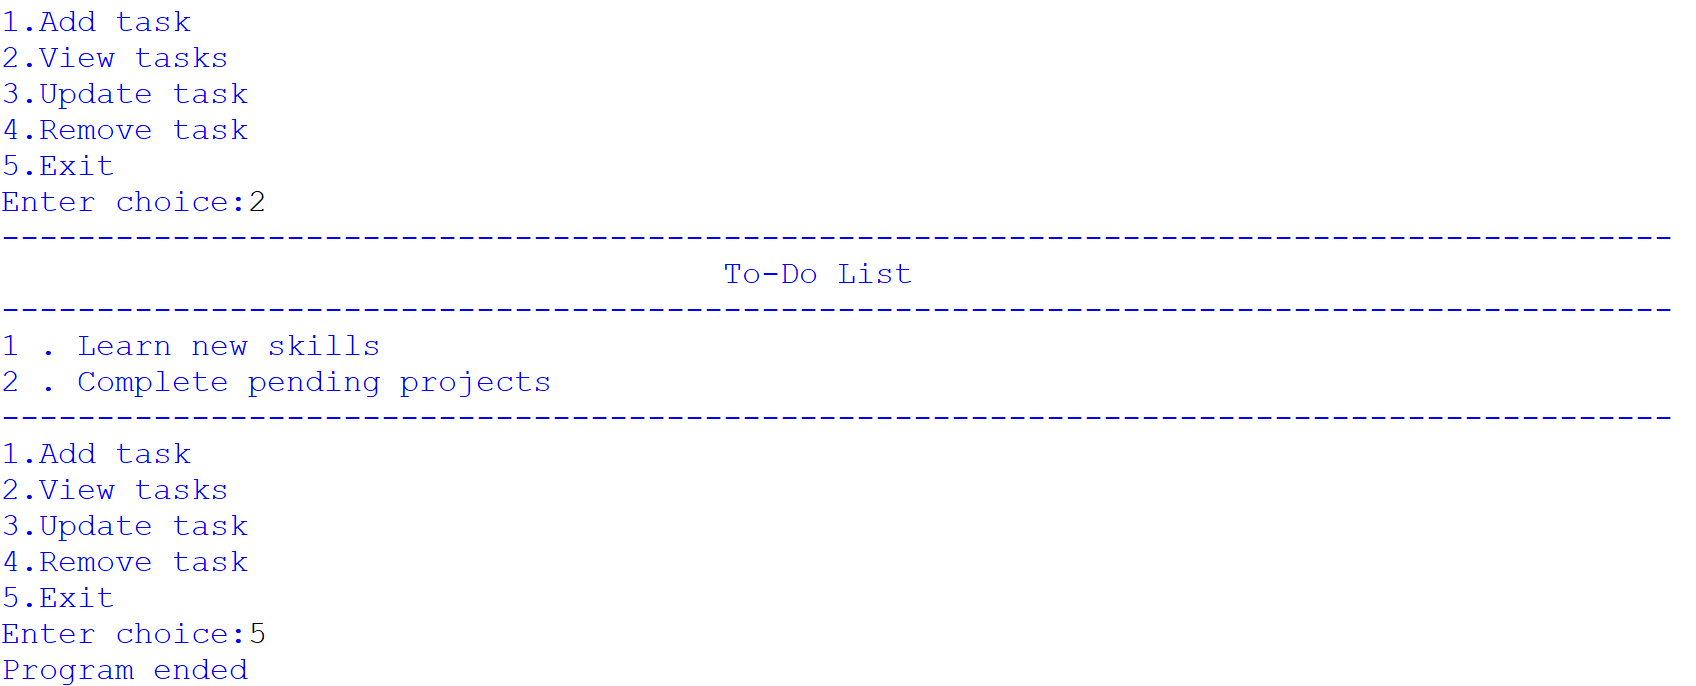 1.Add task
2.View tasks
3.Update task
4.Remove task
5.Exit
Enter choice:2
----------------------------------------------------------------------------------------
To-Do List
----------------------------------------------------------------------------------------
1 . Learn new skills
2 . Complete pending projects
----------------------------------------------------------------------------------------
1.Add task
2.View tasks
3.Update task
4.Remove task
5.Exit
Enter choice:5
Program ended